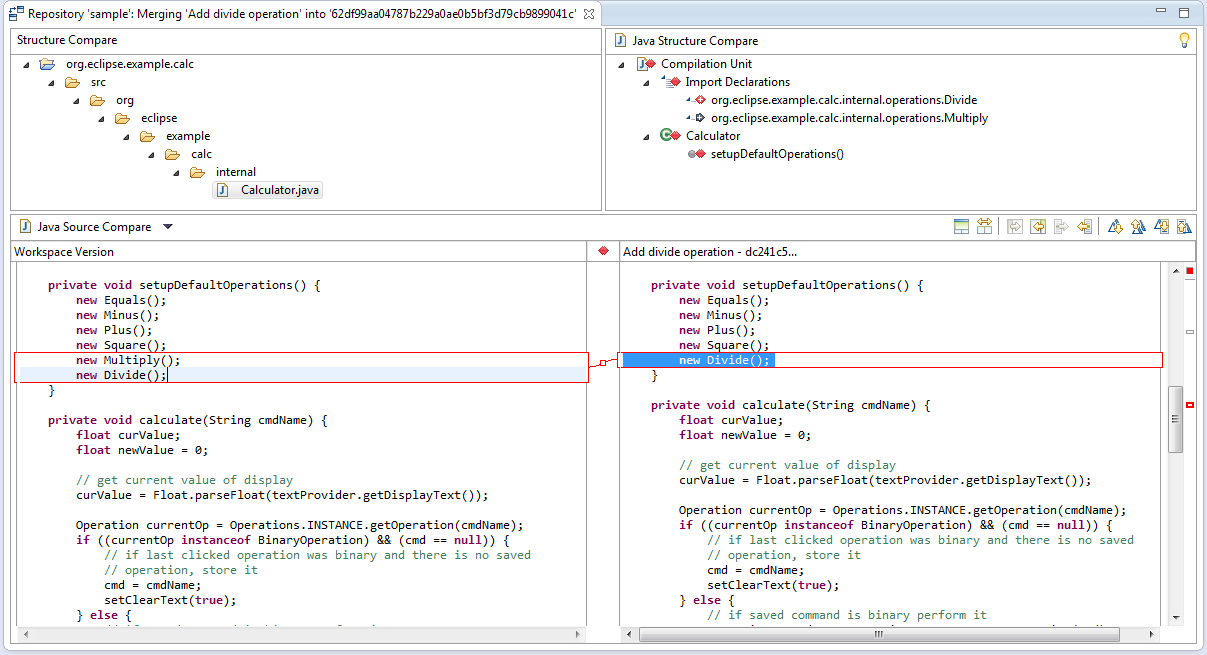 Repository 'sample': Merging 'Add divide operation' into '62df99aa04787b229a0ae0b5bf3d79cb9899041c'
Structure Compare
org.eclipse.example.calc
src
org
eclipse
example
calc
internal
Calculator.java
Java Structure Compare
Compilation Unit
Import Declarations
org.eclipse.example.calc.internal.operations.Divide
org.eclipse.example.calc.internal.operations.Multiply
Calculator
setupDefaultOperations()
Java Source Compare
Workspace Version
private void setupDefaultOperations() {
new Equals();
new Minus();
new Plus();
new Square();
new Multiply();
new Divide();
}
private void calculate(String cmdName) {
float curValue;
float newValue = 0;
// get current value of display
curValue = Float.parseFloat(textProvider.getDisplayText());
Operation currentOp = Operations.INSTANCE.getOperation(cmdName);
if ((currentOp instanceof BinaryOperation) && (cmd == null)) {
// if last clicked operation was binary and there is no saved
// operation, store it
cmd = cmdName;
setClearText(true);
} else {
Add divide operation - dc241c5...
private void setupDefaultOperations() {
new Equals();
new Minus();
new Plus();
new Square();
new Divide();
}
private void calculate(String cmdName) {
float curValue;
float newValue = 0;
// get current value of display
curValue = Float.parseFloat(textProvider.getDisplayText());
Operation currentOp = Operations.INSTANCE.getOperation(cmdName);
if ((currentOp instanceof BinaryOperation) && (cmd == null)) {
// if last clicked operation was binary and there is no saved
// operation, store it
cmd = cmdName;
setClearText(true);
} else {
// if saved command is binary perform it